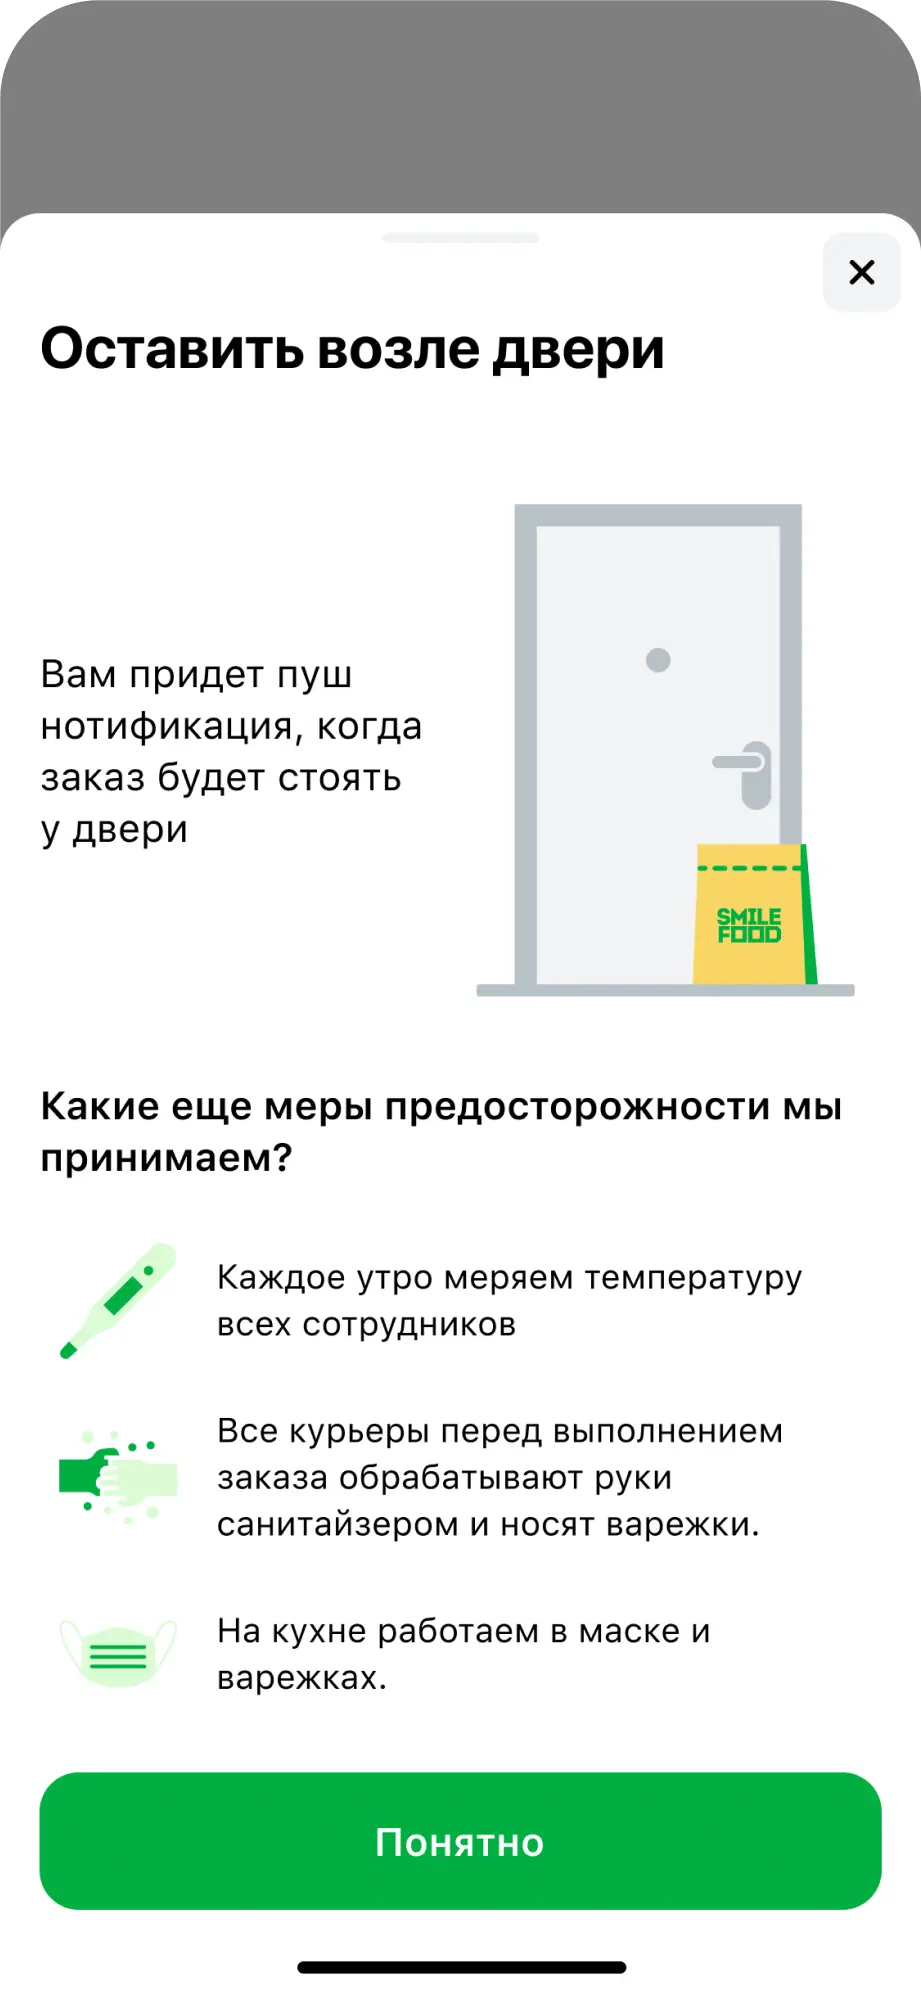 Оставить возле двери
Вам придет пуш
нотификация, когда
заказ будет стоять
у двери
SMILE
FOOD
Какие еще меры предосторожности мы
принимаем?
Каждое утро меряем температуру
всех сотрудников
Все курьеры перед выполнением
заказа обрабатывают руки
санитайзером и носят варежки.
На кухне работаем в маске и
варежках.
Понятно